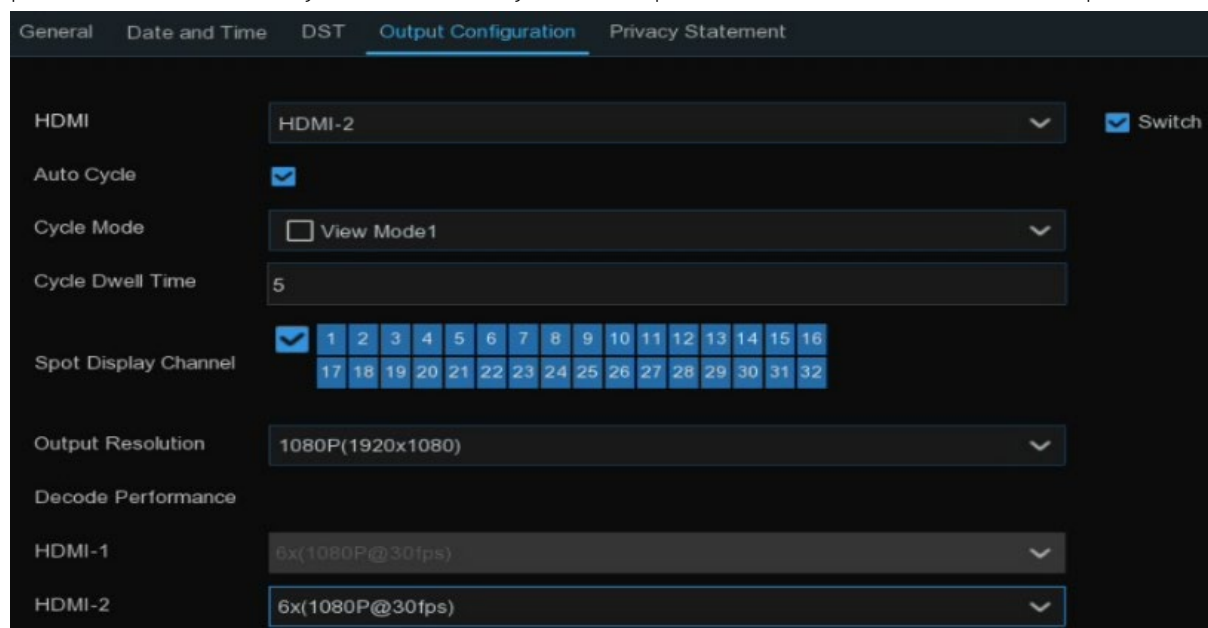 General Date and Time DST Output Configuration Privacy Statement
HDMI HDMI-2 Switch
Auto Cycle
Cycle Mode View Mode1
Cycle Dwell Time 5
Spot Display Channel
1 2 3 4 5 6 7 8 9 10 11 12 13 14 15 16
17 18 19 20 21 22 23 24 25 26 27 28 29 30 31 32
Output Resolution 1080P(1920x1080)
Decode Performance
HDMI-1 6x(1080P@30fps)
HDMI-2 6x(1080P@30fps)